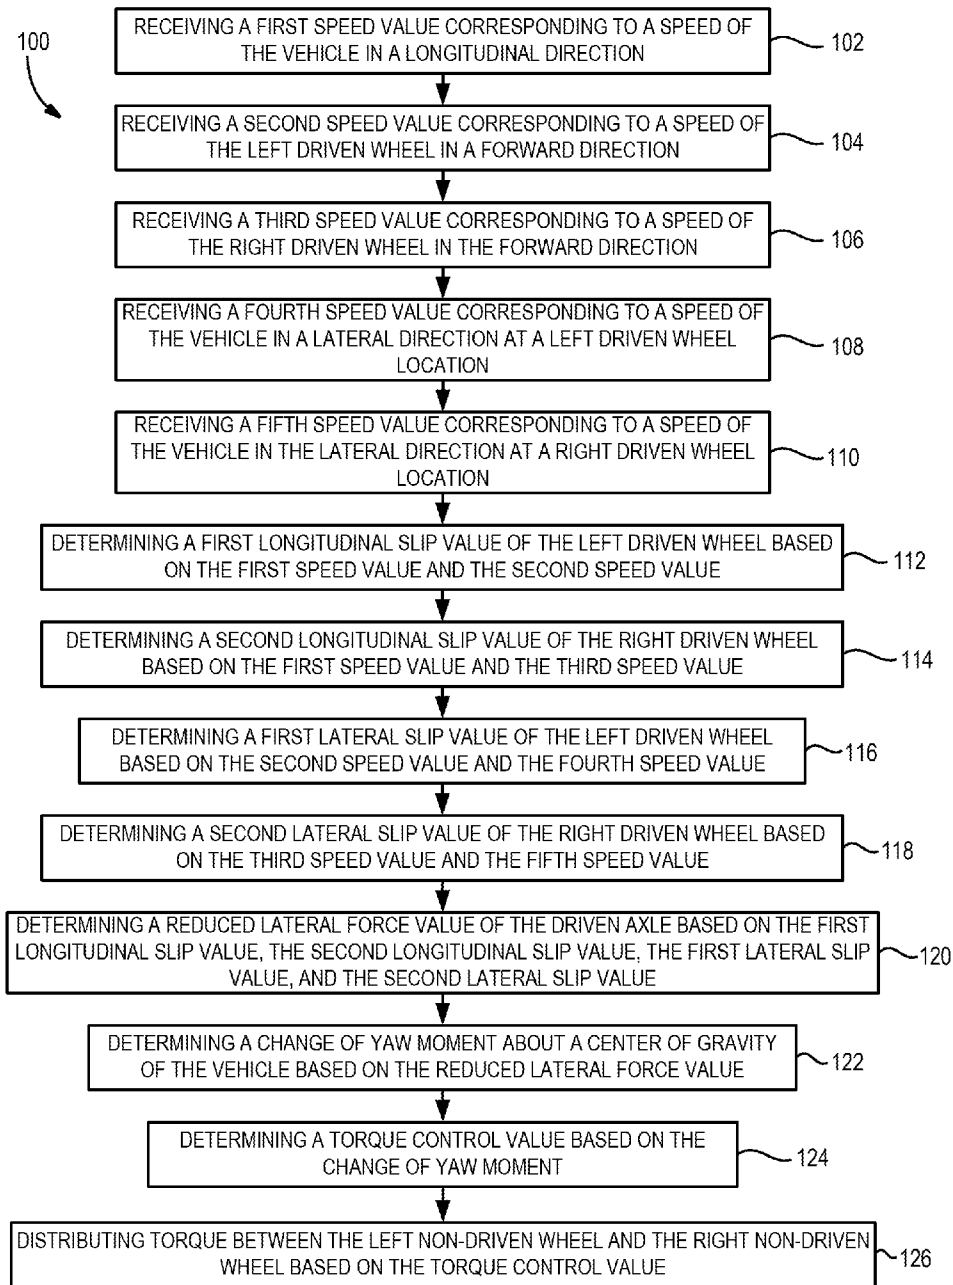 100
RECEIVING A FIRST SPEED VALUE CORRESPONDING TO A SPEED OF
THE VEHICLE IN A LONGITUDINAL DIRECTION
102
RECEIVING A SECOND SPEED VALUE CORRESPONDING TO A SPEED OF
THE LEFT DRIVEN WHEEL IN A FORWARD DIRECTION
104
RECEIVING A THIRD SPEED VALUE CORRESPONDING TO A SPEED OF
THE RIGHT DRIVEN WHEEL IN THE FORWARD DIRECTION
106
RECEIVING A FOURTH SPEED VALUE CORRESPONDING TO A SPEED OF
THE VEHICLE IN A LATERAL DIRECTION AT A LEFT DRIVEN WHEEL
LOCATION
108
RECEIVING A FIFTH SPEED VALUE CORRESPONDING TO A SPEED OF
THE VEHICLE IN THE LATERAL DIRECTION AT A RIGHT DRIVEN WHEEL
LOCATION
110
DETERMINING A FIRST LONGITUDINAL SLIP VALUE OF THE LEFT DRIVEN WHEEL BASED
ON THE FIRST SPEED VALUE AND THE SECOND SPEED VALUE
112
DETERMINING A SECOND LONGITUDINAL SLIP VALUE OF THE RIGHT DRIVEN WHEEL
BASED ON THE FIRST SPEED VALUE AND THE THIRD SPEED VALUE
114
DETERMINING A FIRST LATERAL SLIP VALUE OF THE LEFT DRIVEN WHEEL
BASED ON THE SECOND SPEED VALUE AND THE FOURTH SPEED VALUE
116
DETERMINING A SECOND LATERAL SLIP VALUE OF THE RIGHT DRIVEN WHEEL BASED
ON THE THIRD SPEED VALUE AND THE FIFTH SPEED VALUE
118
DETERMINING A REDUCED LATERAL FORCE VALUE OF THE DRIVEN AXLE BASED ON THE FIRST
LONGITUDINAL SLIP VALUE, THE SECOND LONGITUDINAL SLIP VALUE, THE FIRST LATERAL SLIP
VALUE, AND THE SECOND LATERAL SLIP VALUE
120
DETERMINING A CHANGE OF YAW MOMENT ABOUT A CENTER OF GRAVITY
OF THE VEHICLE BASED ON THE REDUCED LATERAL FORCE VALUE
122
DETERMINING A TORQUE CONTROL VALUE BASED ON THE
CHANGE OF YAW MOMENT
124
DISTRIBUTING TORQUE BETWEEN THE LEFT NON-DRIVEN WHEEL AND THE RIGHT NON-DRIVEN
WHEEL BASED ON THE TORQUE CONTROL VALUE
126